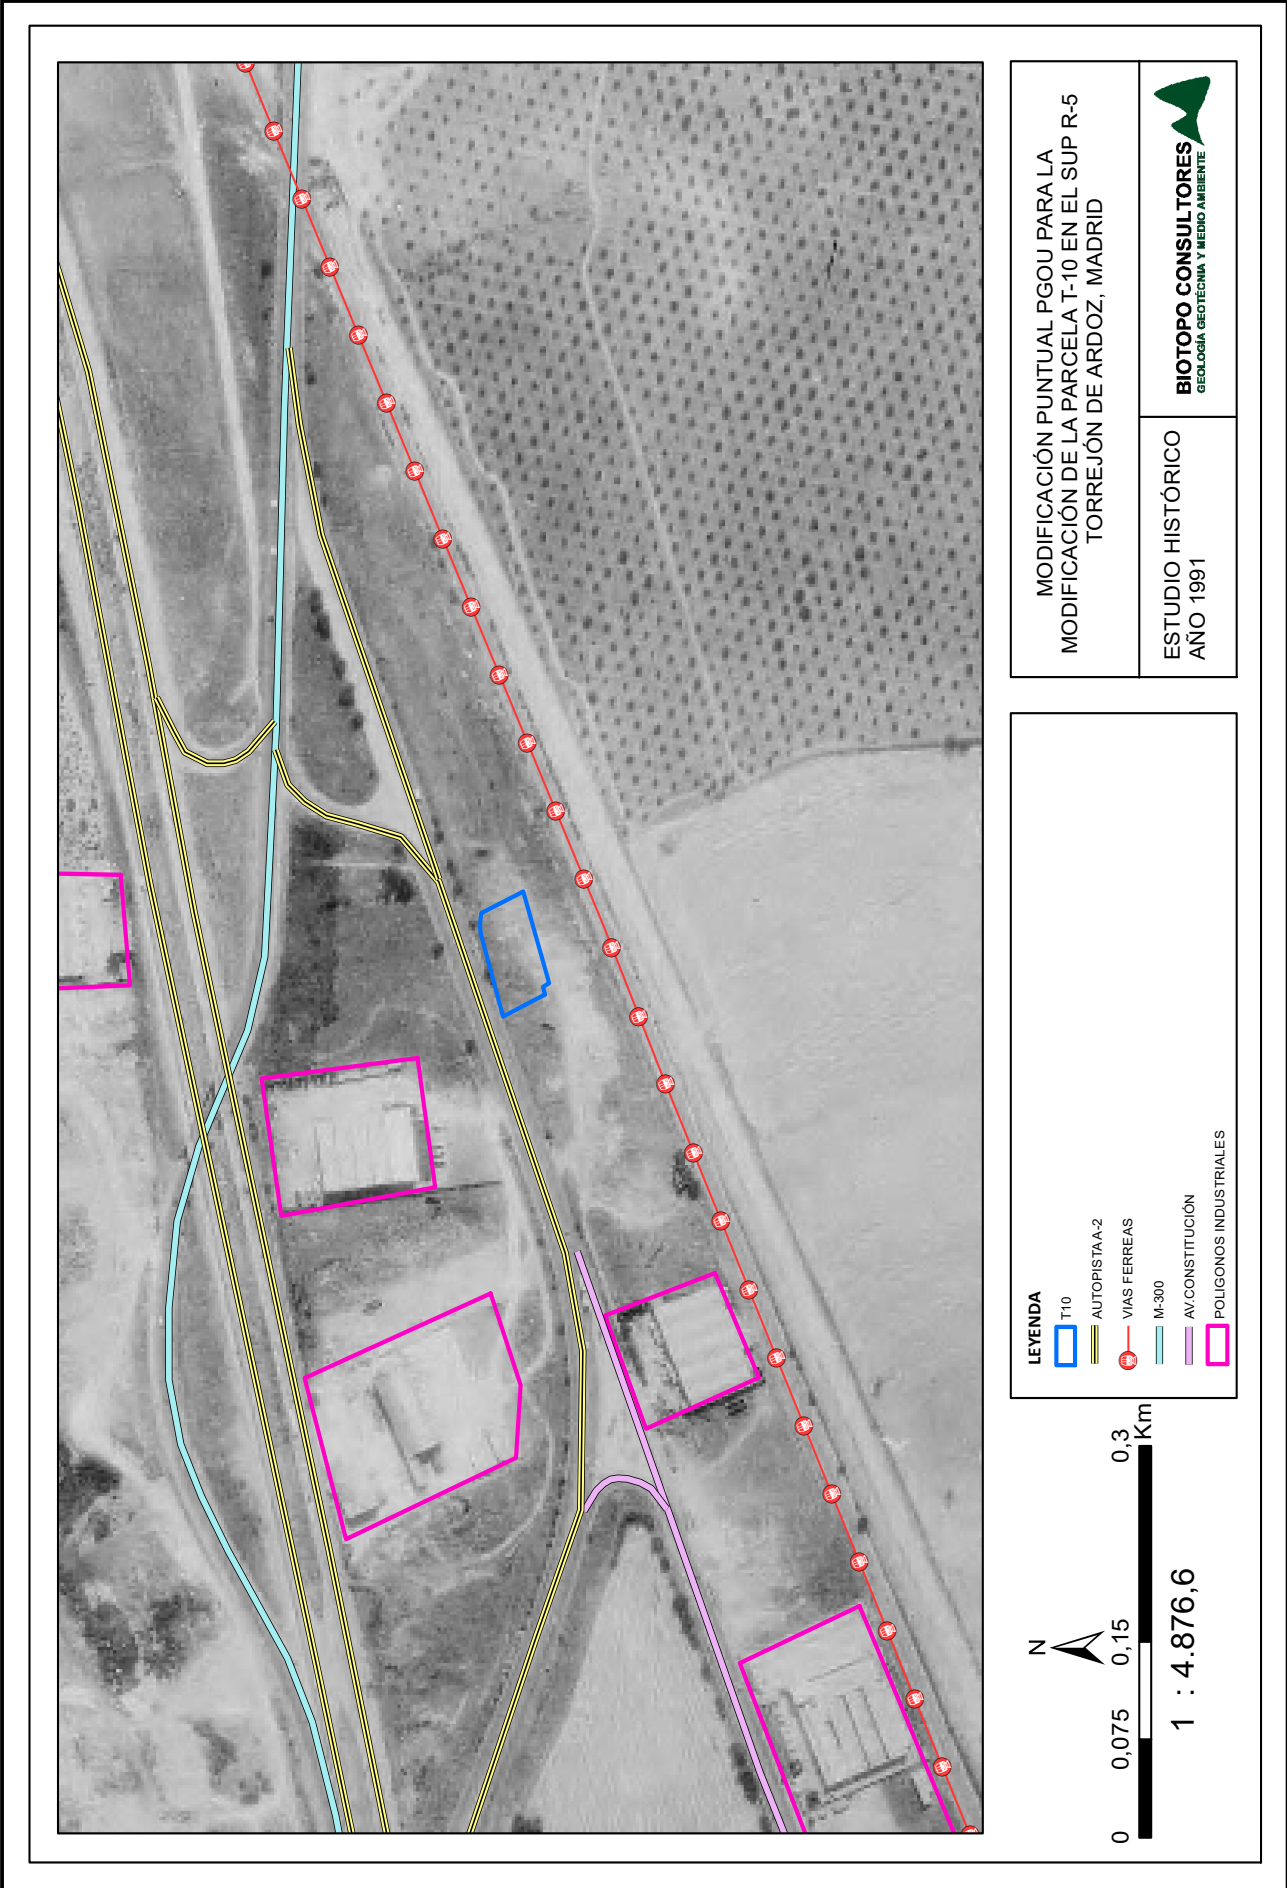 MODIFICACIÓN PUNTUAL PGOU PARA LA
MODIFICACIÓN DE LA PARCELA T-10 EN EL SUP R-5
TORREJÓN DE ARDOZ, MADRID
ESTUDIO HISTÓRICO
AÑO 1991
BIOTOPO CONSULTORES
GEOLOGÍA GEOTECNIA Y MEDIO AMBIENTE
LEYENDA
T10
AUTOPISTA A-2
VIAS FERREAS
M-300
AV.CONSTITUCIÓN
POLIGONOS INDUSTRIALES
N
0 0,075 0,15 0,3
Km
1 : 4.876,6